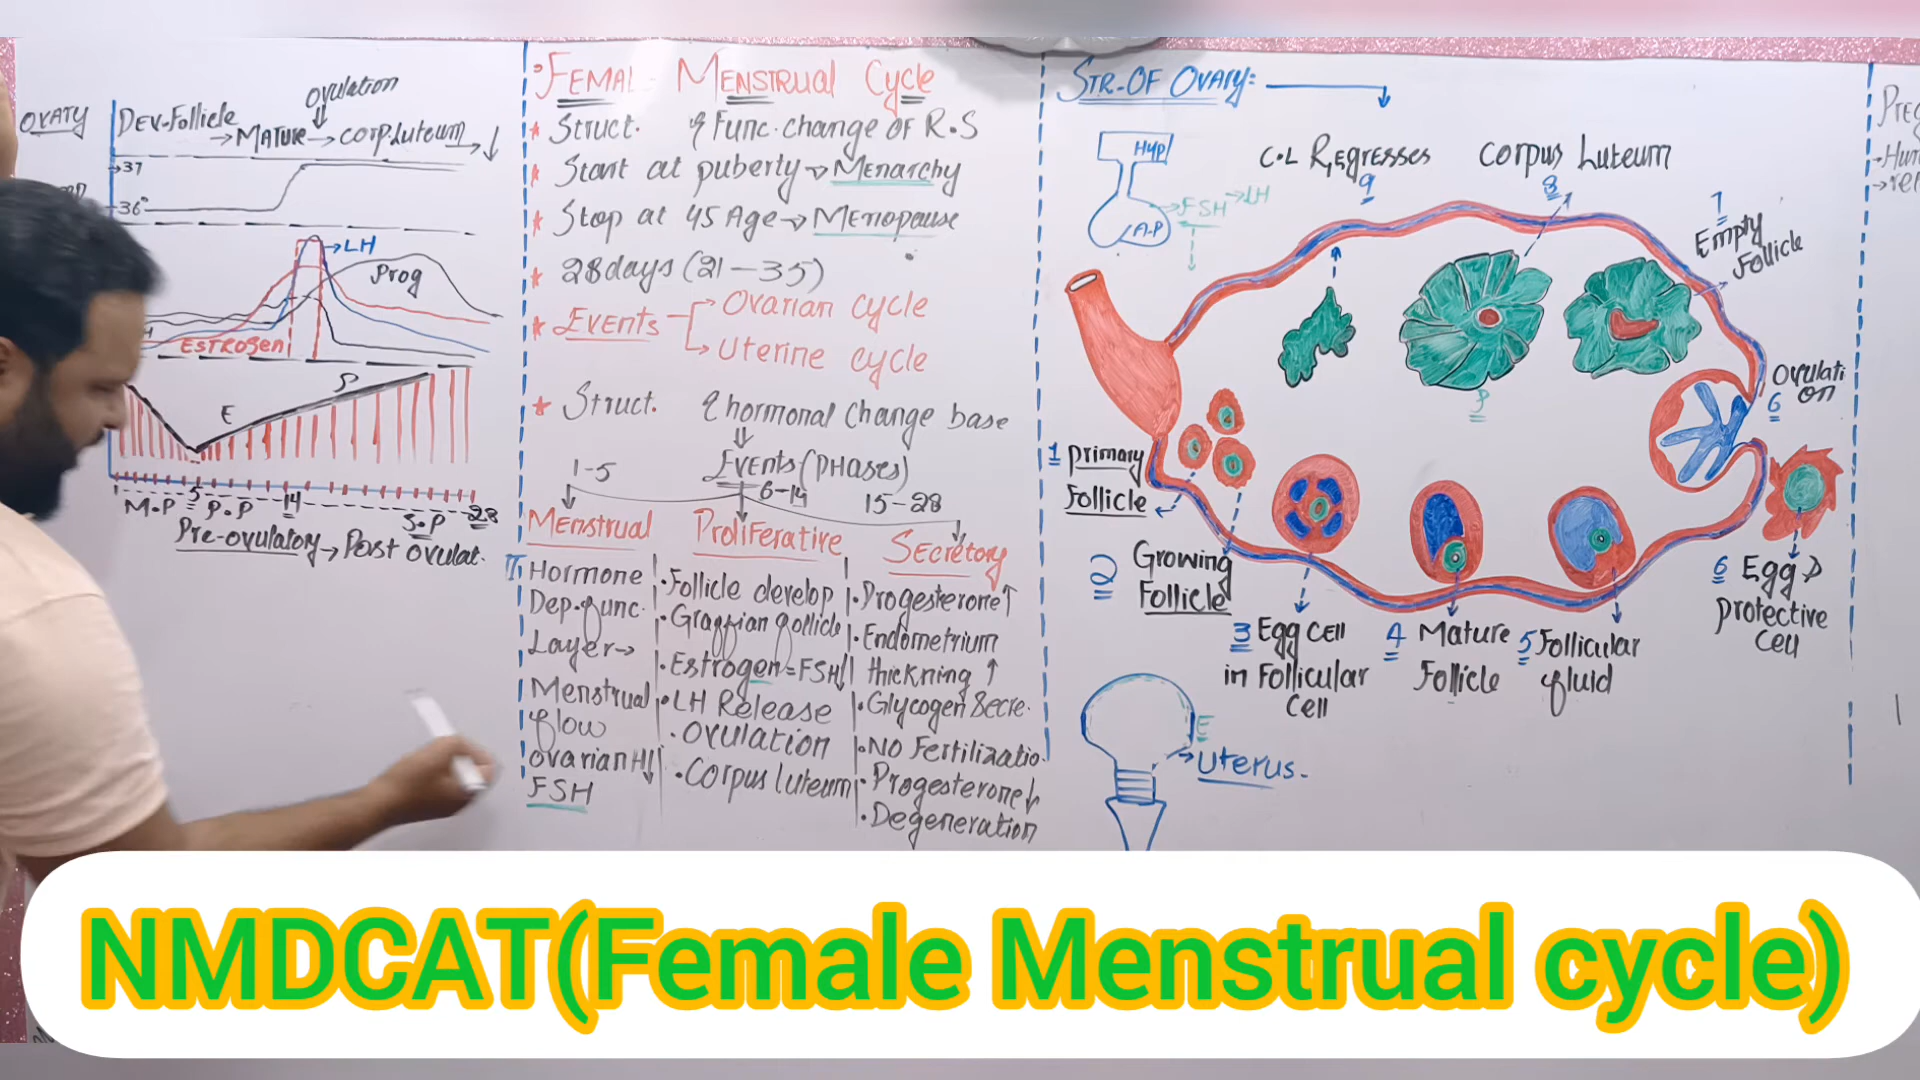 OVARY
Dev-Follicle
→ MATURE → corp.luteum ↓
ovulation
37
36°
LH
Prog
ESTROGEn
E
P
5 14 28
M.P P.P S.P
Pre-ovulatory → Post ovulat.
FEMAL - MENSTRUAL CYcle
* Struct. & Func. change OF R.S
* Start at puberty → Menarchy
* Stop at 45 Age → Menopause
* 28 days (21 – 35)
* EVENTS
Ovarian cycle
Uterine cycle
* Struct. & hormonal change base
EVENTS (PHASES)
1-5 6-14 15-28
Menstrual
Hormone
Dep. func.
Layer →
Menstrual
flow
ovarian H↓
FSH
Proliferative
• Follicle develop
• Graffian follicle
• Estrogen = FSH↓
• LH Release
• ovulation
• Corpus luteum
Secretory
• Progesterone ↑
• Endometrium
thickning ↑
• Glycogen Secre.
• No Fertilizatio
• Progesterone ↓
• Degeneration
STR-OF OVARY:
Hyp
A.P
→ FSH → LH
C.L Regresses
9
Corpus Luteum
8
7
Empty
Follicle
Ovulati
on
6
P
1 Primary
Follicle
2 Growing
Follicle
3 Egg Cell
in Follicular
Cell
4 Mature
Follicle
5 Follicular
fluid
6 Egg &
protective
Cell
E
→ Uterus.
NMDCAT(Female Menstrual cycle)